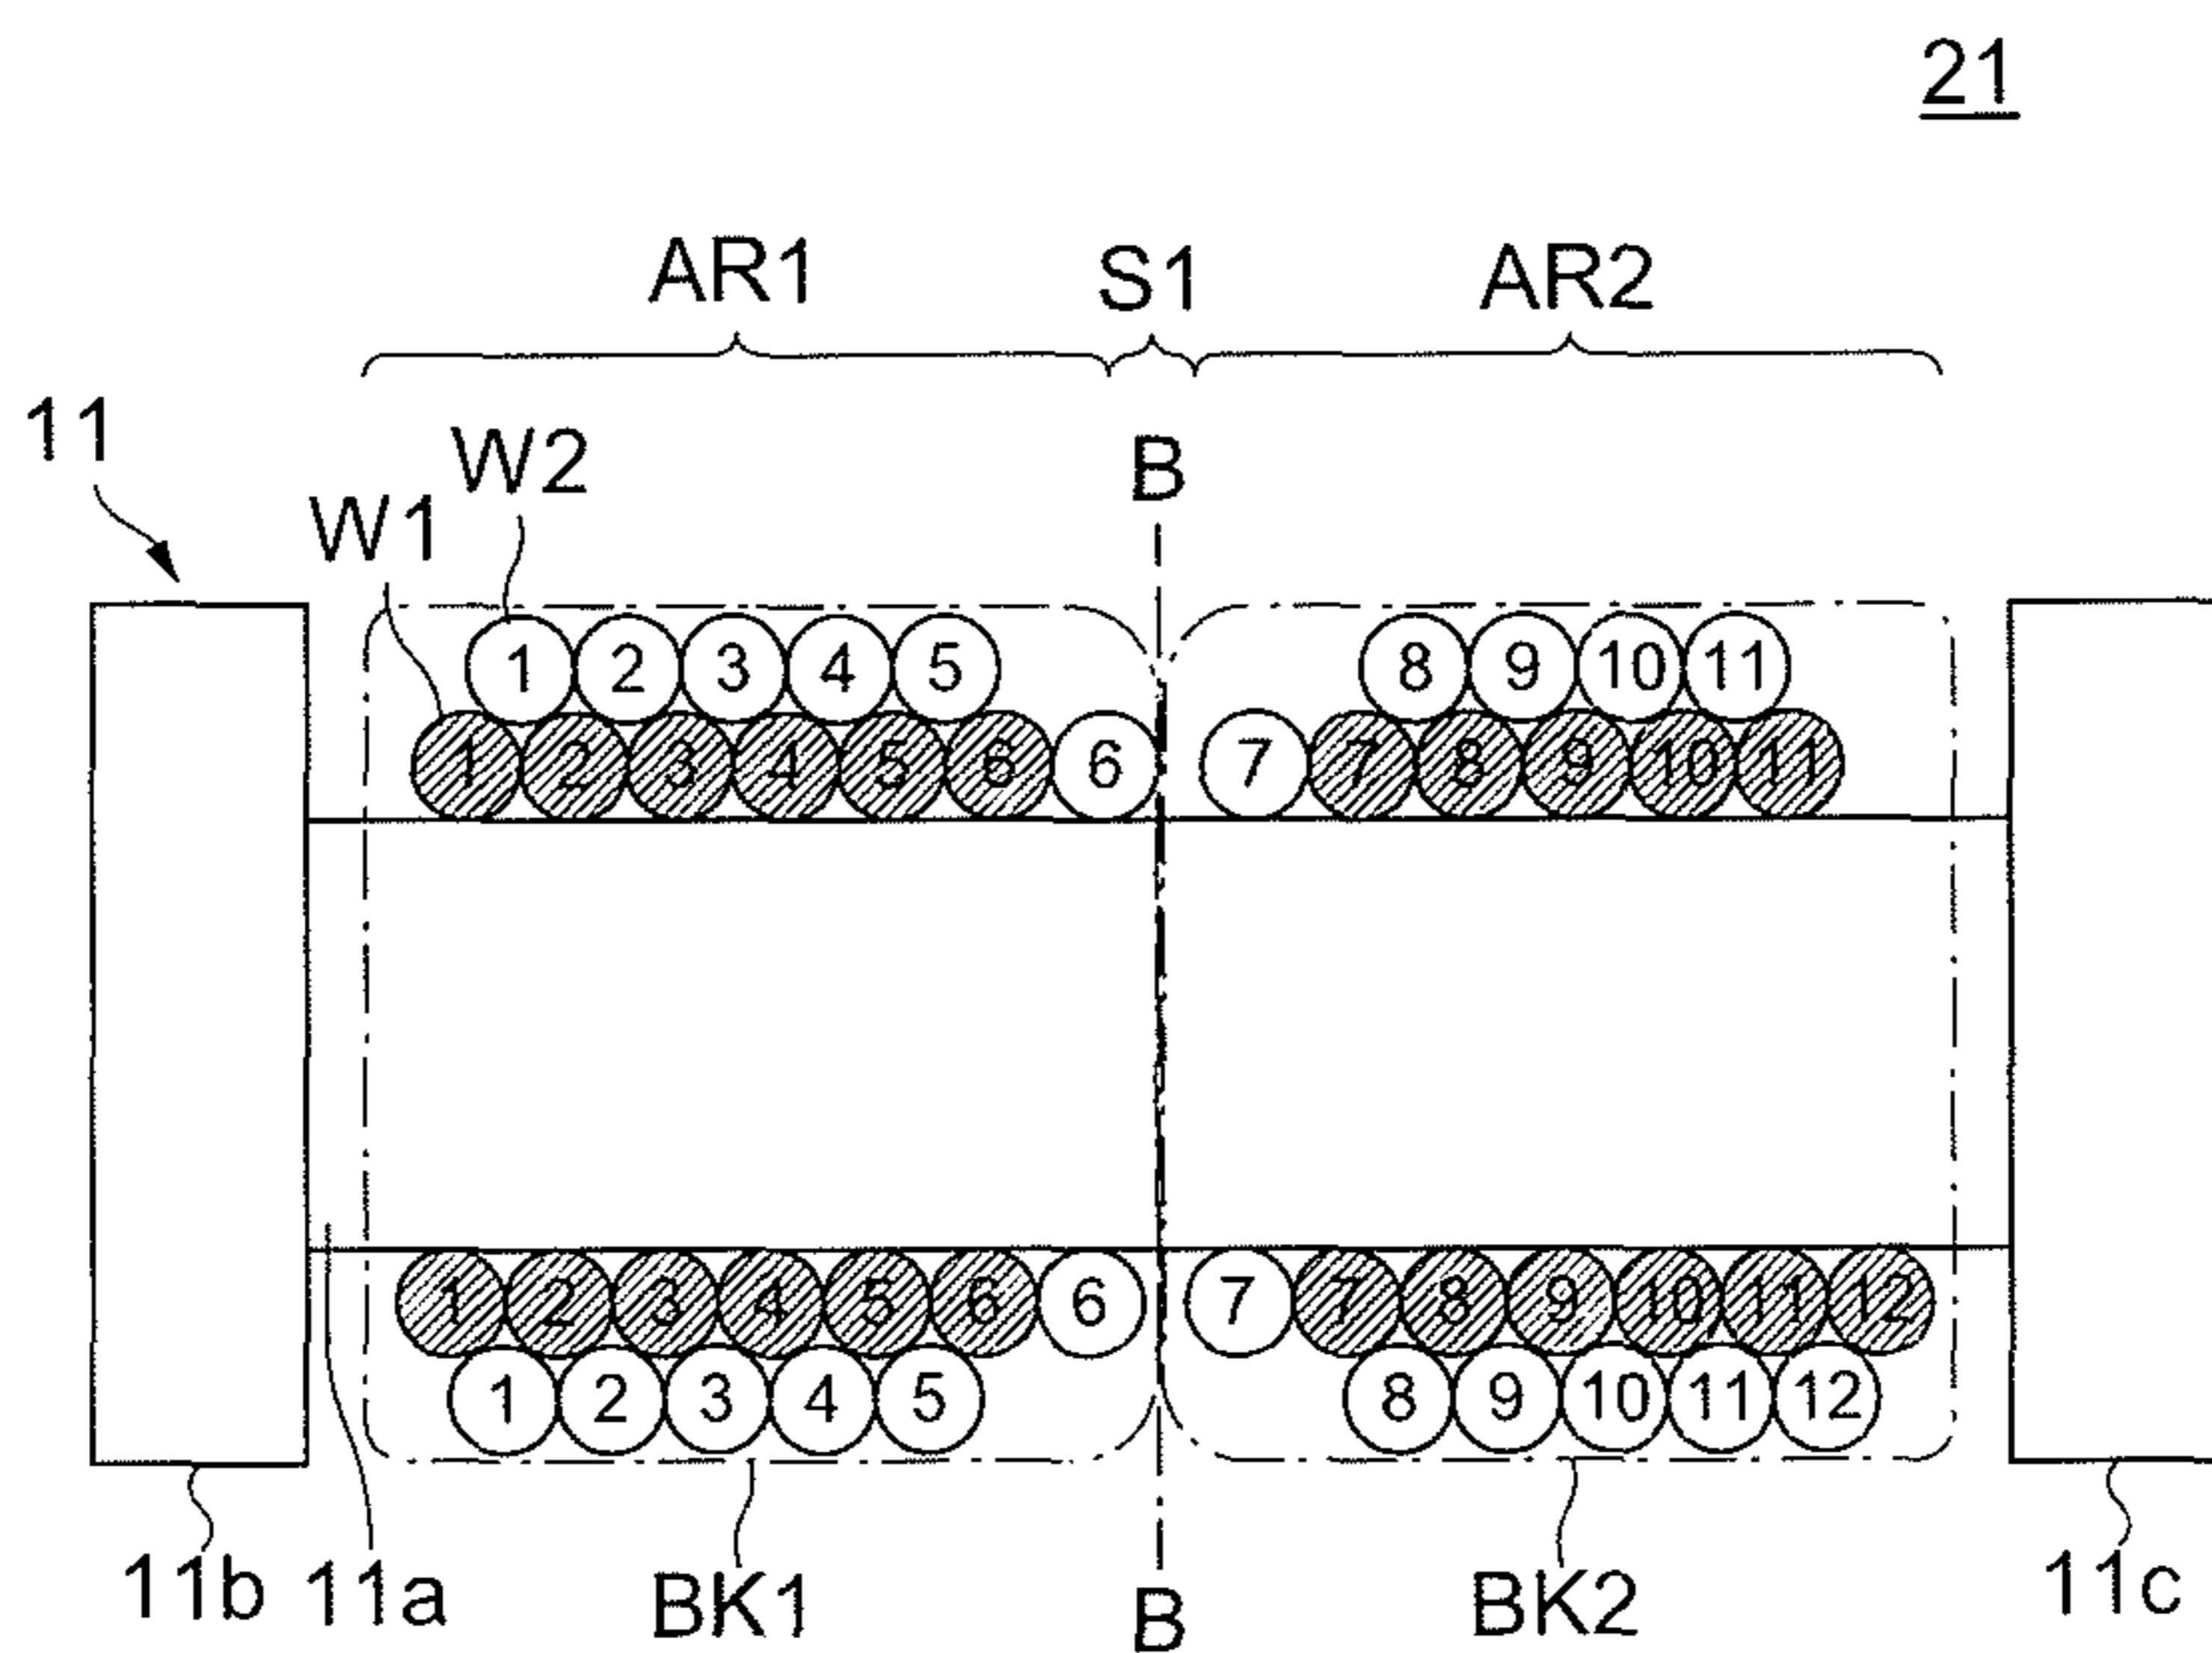 21
AR1 S1 AR2
11
W2
B
W1
1 2 3 4 5 8 9 10 11
1 2 3 4 5 6 6 7 7 8 9 10 11
1 2 3 4 5 6 6 7 7 8 9 10 11 12
1 2 3 4 5 8 9 10 11 12
11b 11a BK1 B BK2 11c